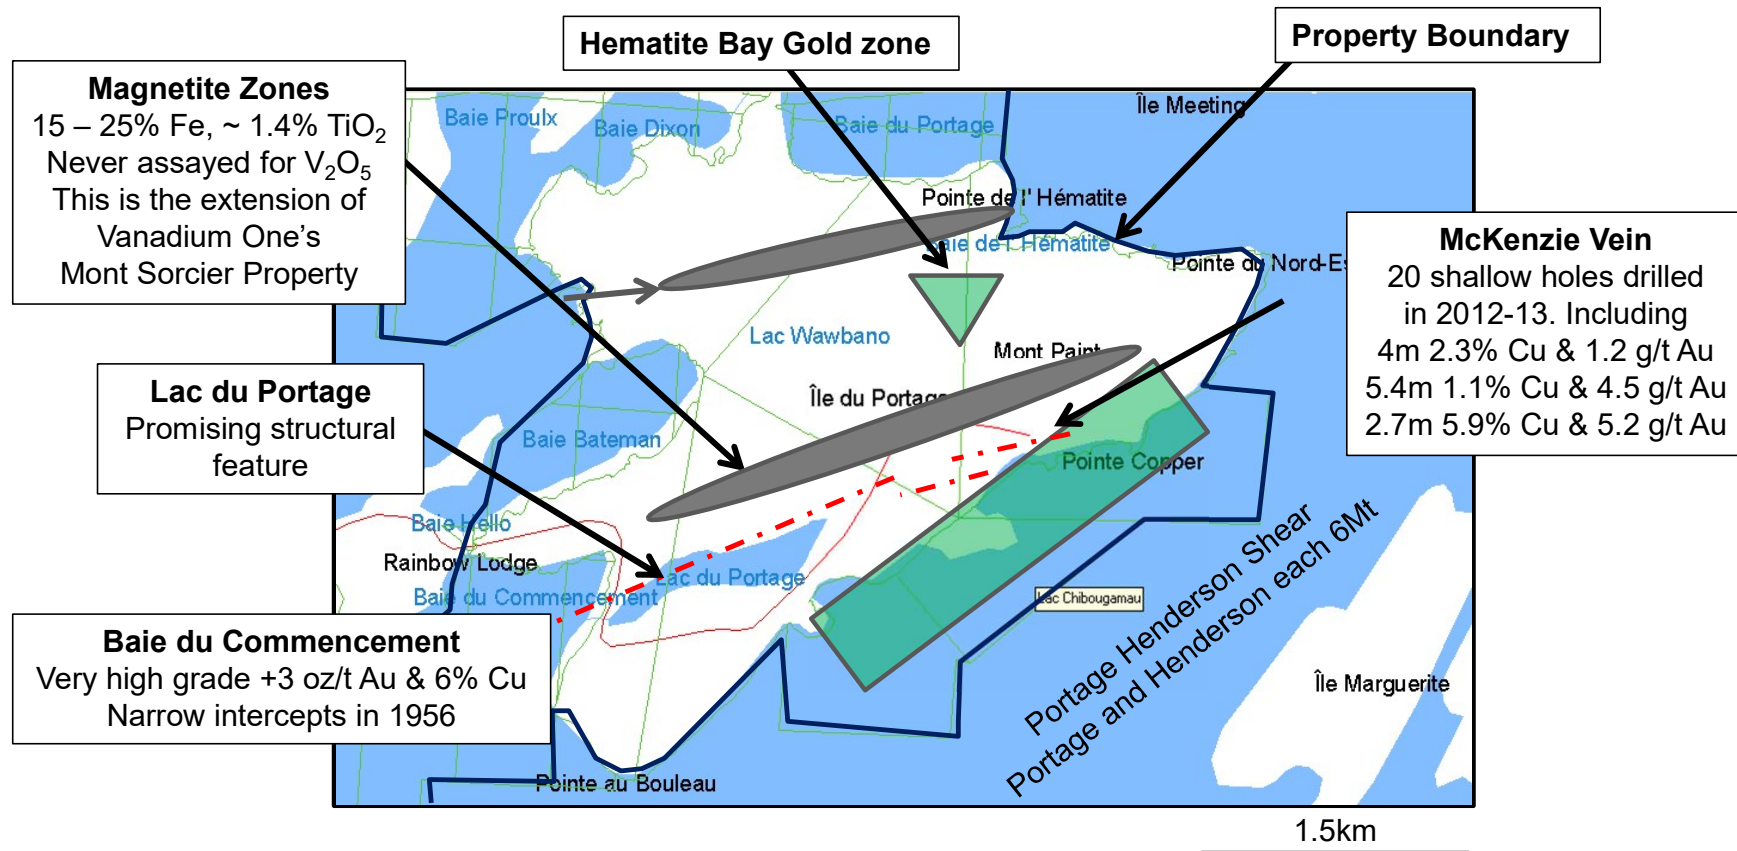 Hematite Bay Gold zone
Property Boundary
Magnetite Zones
15 – 25% Fe, ~ 1.4% TiO₂
Never assayed for V₂O₅
This is the extension of
Vanadium One's
Mont Sorcier Property
Baie Proulx
Baie Dixon
Baie du Portage
Île Meeting
Pointe de l' Hématite
Baie de l' Hématite
Pointe du Nord-Es
McKenzie Vein
20 shallow holes drilled
in 2012-13. Including
4m 2.3% Cu & 1.2 g/t Au
5.4m 1.1% Cu & 4.5 g/t Au
2.7m 5.9% Cu & 5.2 g/t Au
Lac Wawbano
Mont Paint
Île du Portage
Lac du Portage
Promising structural
feature
Baie Bateman
Pointe Copper
Baie Hello
Rainbow Lodge
Lac du Portage
Baie du Commencement
Lac Chibougamau
Portage Henderson Shear
Portage and Henderson each 6Mt
Baie du Commencement
Very high grade +3 oz/t Au & 6% Cu
Narrow intercepts in 1956
Île Marguerite
Pointe au Bouleau
1.5km